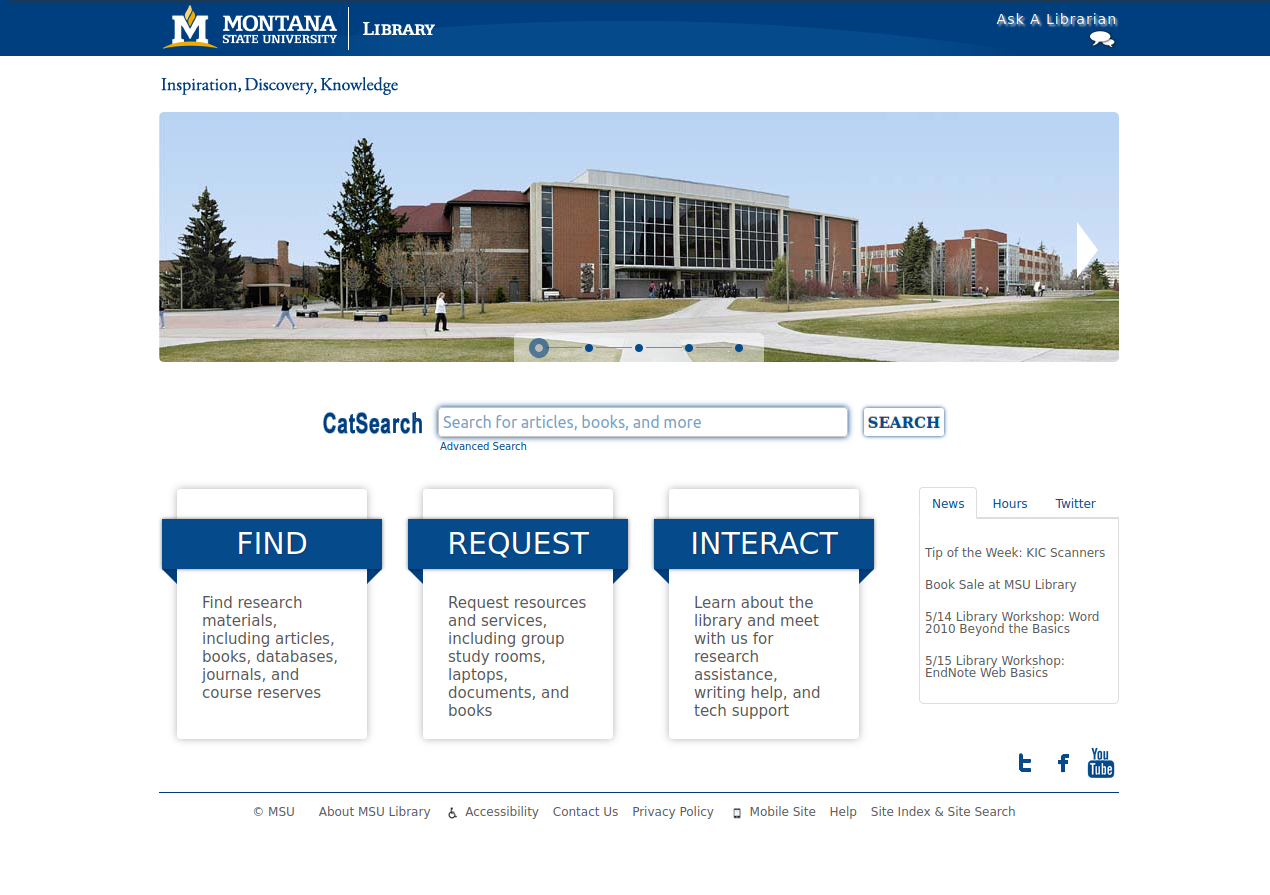 MONTANA
STATE UNIVERSITY
LIBRARY
Ask A Librarian
Inspiration, Discovery, Knowledge
CatSearch
Search for articles, books, and more
SEARCH
Advanced Search
FIND
Find research
materials,
including articles,
books, databases,
journals, and
course reserves
REQUEST
Request resources
and services,
including group
study rooms,
laptops,
documents, and
books
INTERACT
Learn about the
library and meet
with us for
research
assistance,
writing help, and
tech support
News Hours Twitter
Tip of the Week: KIC Scanners
Book Sale at MSU Library
5/14 Library Workshop: Word
2010 Beyond the Basics
5/15 Library Workshop:
EndNote Web Basics
You
Tube
© MSU About MSU Library Accessibility Contact Us Privacy Policy Mobile Site Help Site Index & Site Search